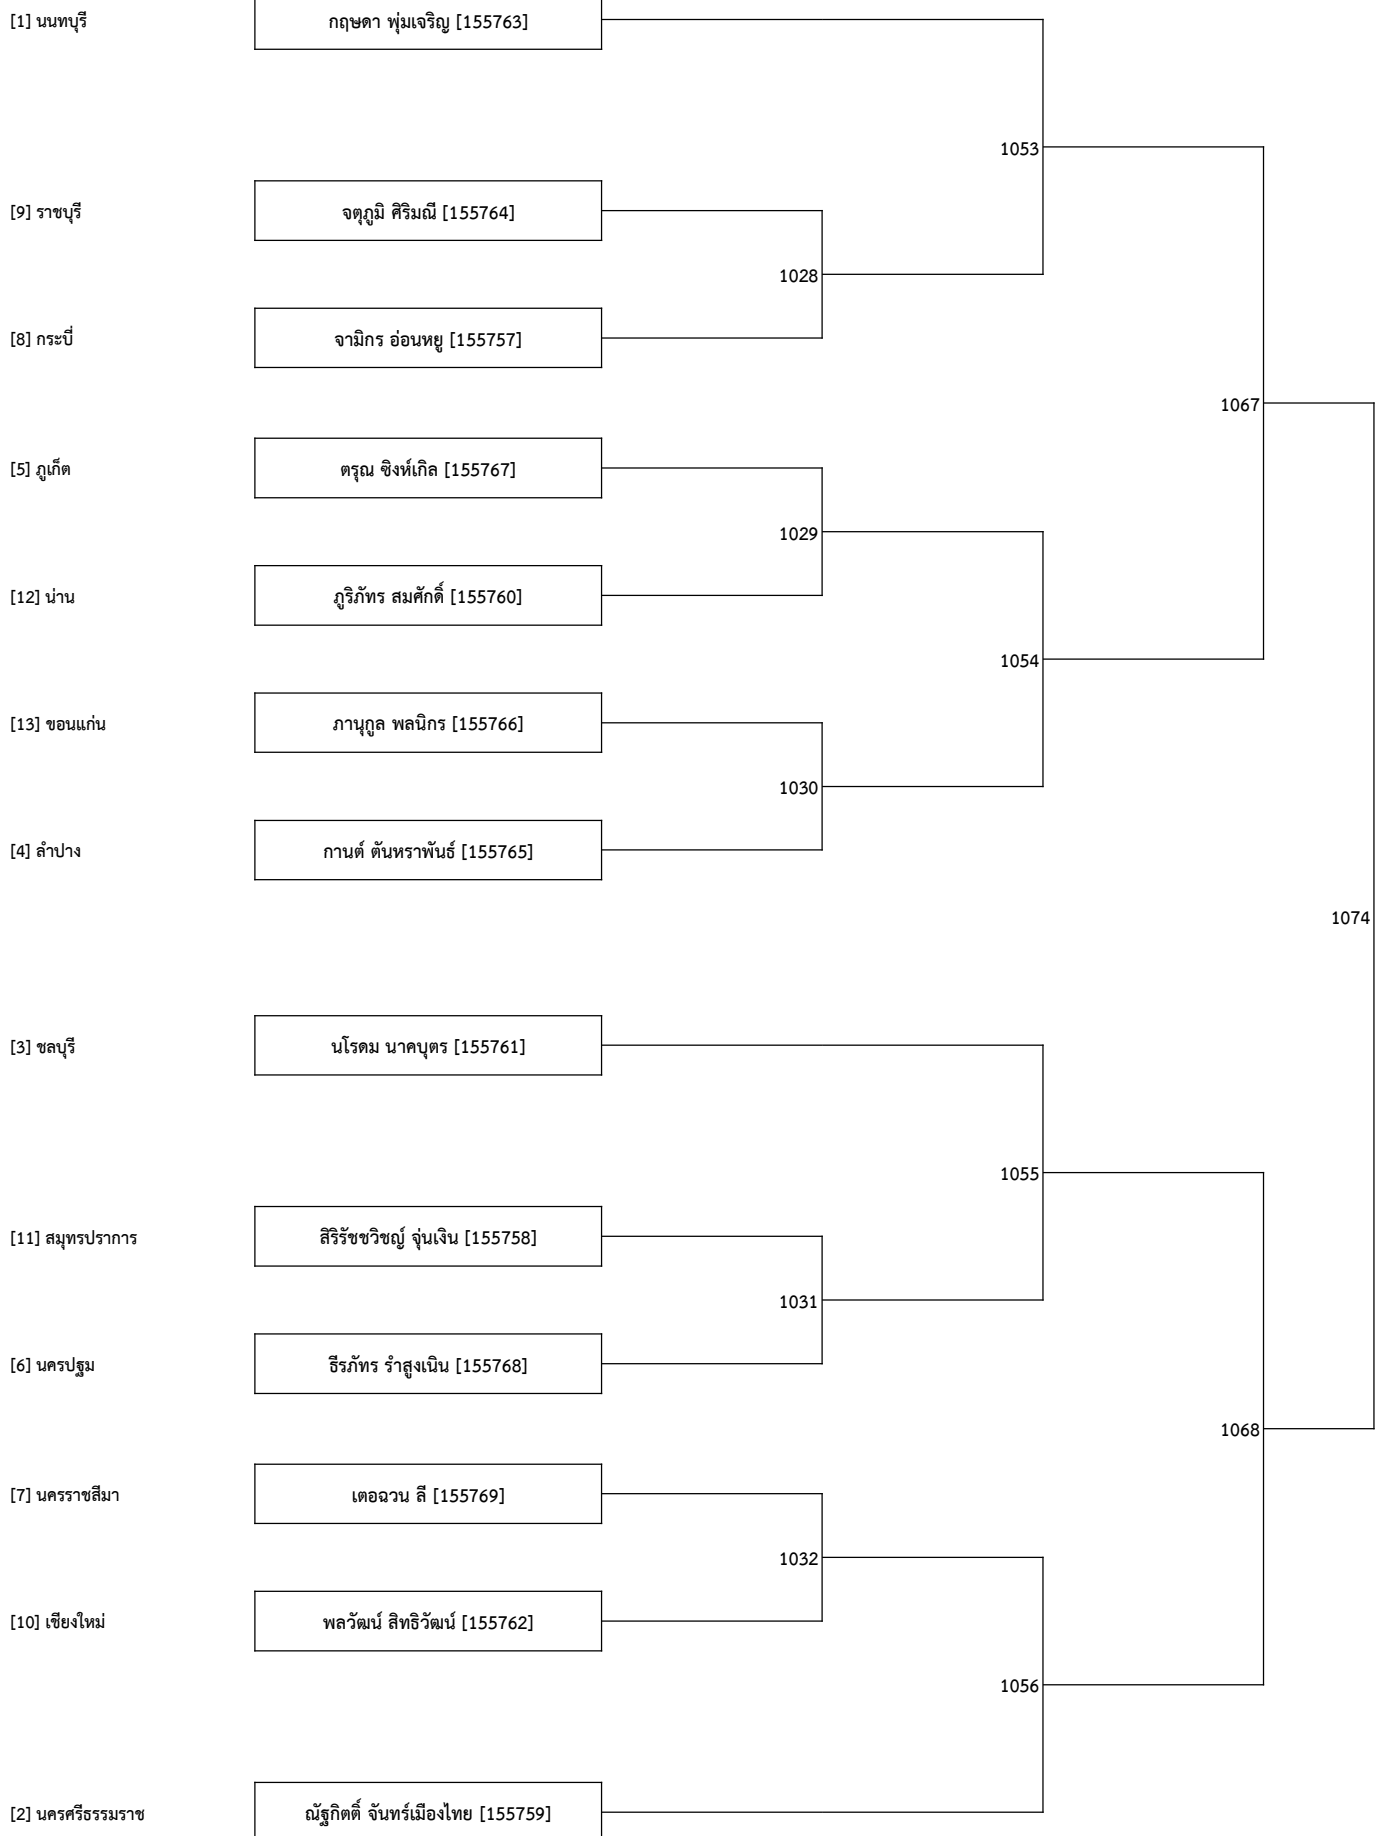 [1] นนทบุรี กฤษดา พุ่มเจริญ [155763]
1053
[9] ราชบุรี จตุภูมิ ศิริมณี [155764]
1028
[8] กระบี่ จามิกร อ่อนหยู [155757]
1067
[5] ภูเก็ต ตรุณ ซิงห์เกิล [155767]
1029
[12] น่าน ภูริภัทร สมศักดิ์ [155760]
1054
[13] ขอนแก่น ภานุกูล พลนิกร [155766]
1030
[4] ลำปาง กานต์ ตันหราพันธ์ [155765]
1074
[3] ชลบุรี นโรดม นาคบุตร [155761]
1055
[11] สมุทรปราการ สิริรัชชวิชญ์ จุ่นเงิน [155758]
1031
[6] นครปฐม ธีรภัทร รำสูงเนิน [155768]
1068
[7] นครราชสีมา เตอฉวน ลี [155769]
1032
[10] เชียงใหม่ พลวัฒน์ สิทธิวัฒน์ [155762]
1056
[2] นครศรีธรรมราช ณัฐกิตติ์ จันทร์เมืองไทย [155759]